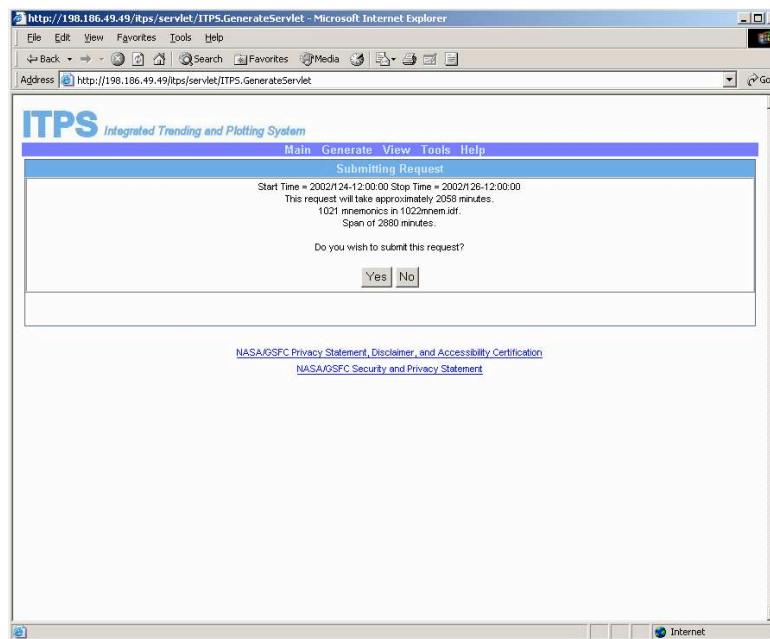 http://198.186.49.49/itps/servlet/ITPS.GenerateServlet - Microsoft Internet Explorer
File Edit View Favorites Tools Help
Back Search Favorites Media
Address http://198.186.49.49/itps/servlet/ITPS.GenerateServlet Go
ITPS Integrated Trending and Plotting System
Main Generate View Tools Help
Submitting Request
Start Time = 2002/124-12:00:00 Stop Time = 2002/126-12:00:00
This request will take approximately 2058 minutes.
1021 mnemonics in 1022mnem.idf.
Span of 2880 minutes.
Do you wish to submit this request?
Yes No
NASA/GSFC Privacy Statement, Disclaimer, and Accessibility Certification
NASA/GSFC Security and Privacy Statement
Internet